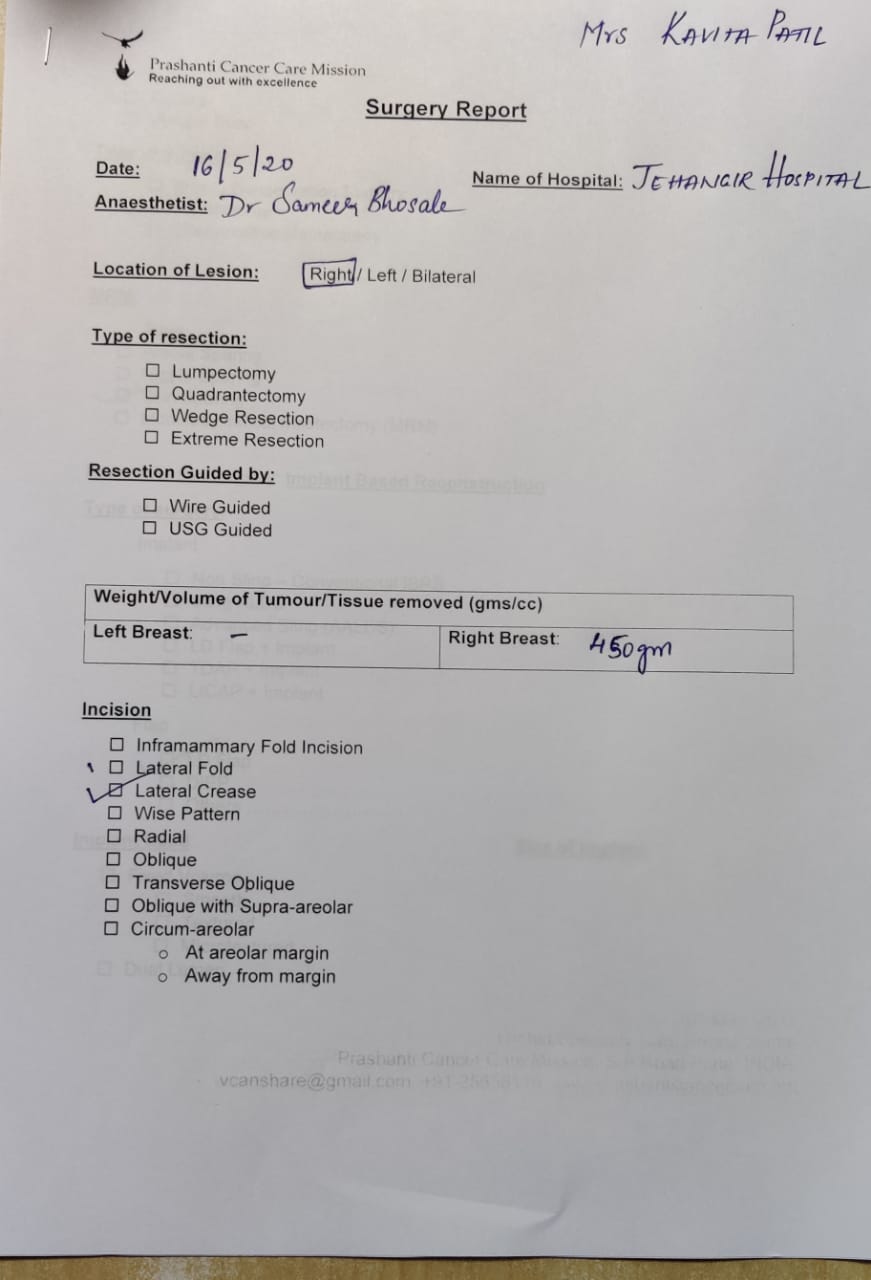 Mrs KAVITA PATIL
Prashanti Cancer Care Mission
Reaching out with excellence
Surgery Report
Date: 16/5/20
Name of Hospital: JEHANGIR HOSPITAL
Anaesthetist: Dr Sameer Bhosale
Location of Lesion: Right / Left / Bilateral
Type of resection:
☐ Lumpectomy
☐ Quadrantectomy
☐ Wedge Resection
☐ Extreme Resection
Resection Guided by:
☐ Wire Guided
☐ USG Guided
Weight/Volume of Tumour/Tissue removed (gms/cc)
Left Breast: – Right Breast: 450gm
Incision
☐ Inframammary Fold Incision
☐ Lateral Fold
☑ Lateral Crease
☐ Wise Pattern
☐ Radial
☐ Oblique
☐ Transverse Oblique
☐ Oblique with Supra-areolar
☐ Circum-areolar
o At areolar margin
o Away from margin
Prashanti Cancer Care Mission
vcanshare@gmail.com